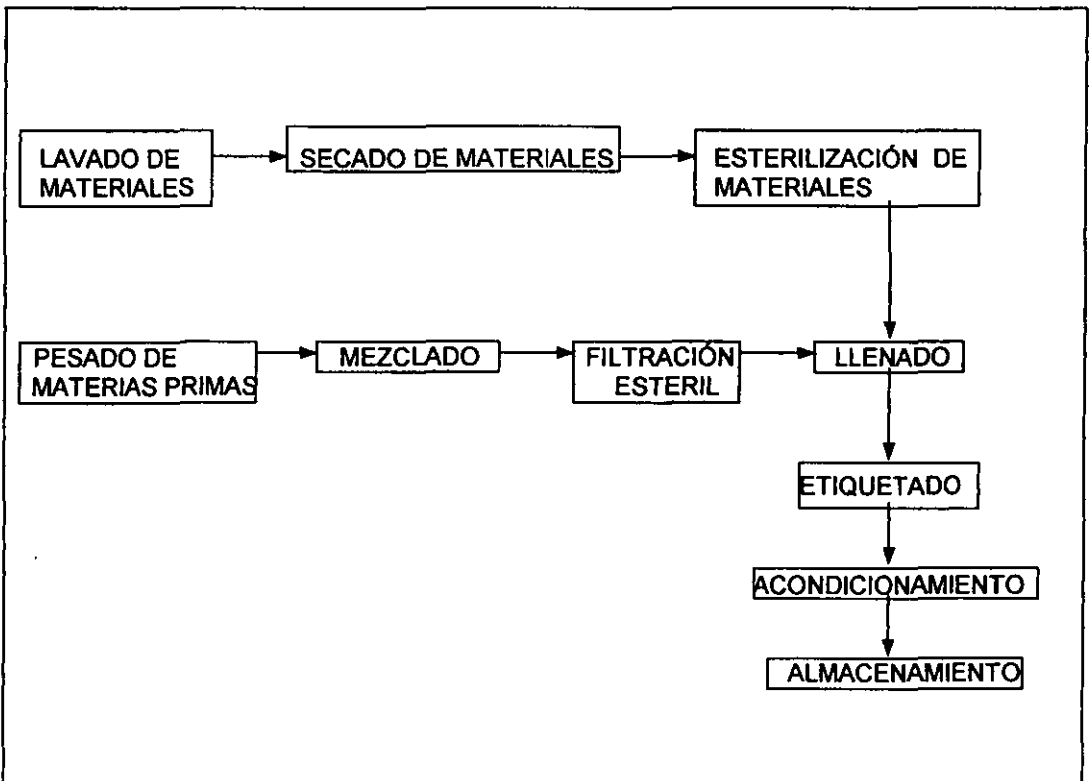 LAVADO DE
MATERIALES
SECADO DE MATERIALES
ESTERILIZACIÓN DE
MATERIALES
PESADO DE
MATERIAS PRIMAS
MEZCLADO
FILTRACIÓN
ESTERIL
LLENADO
ETIQUETADO
ACONDICIONAMIENTO
ALMACENAMIENTO